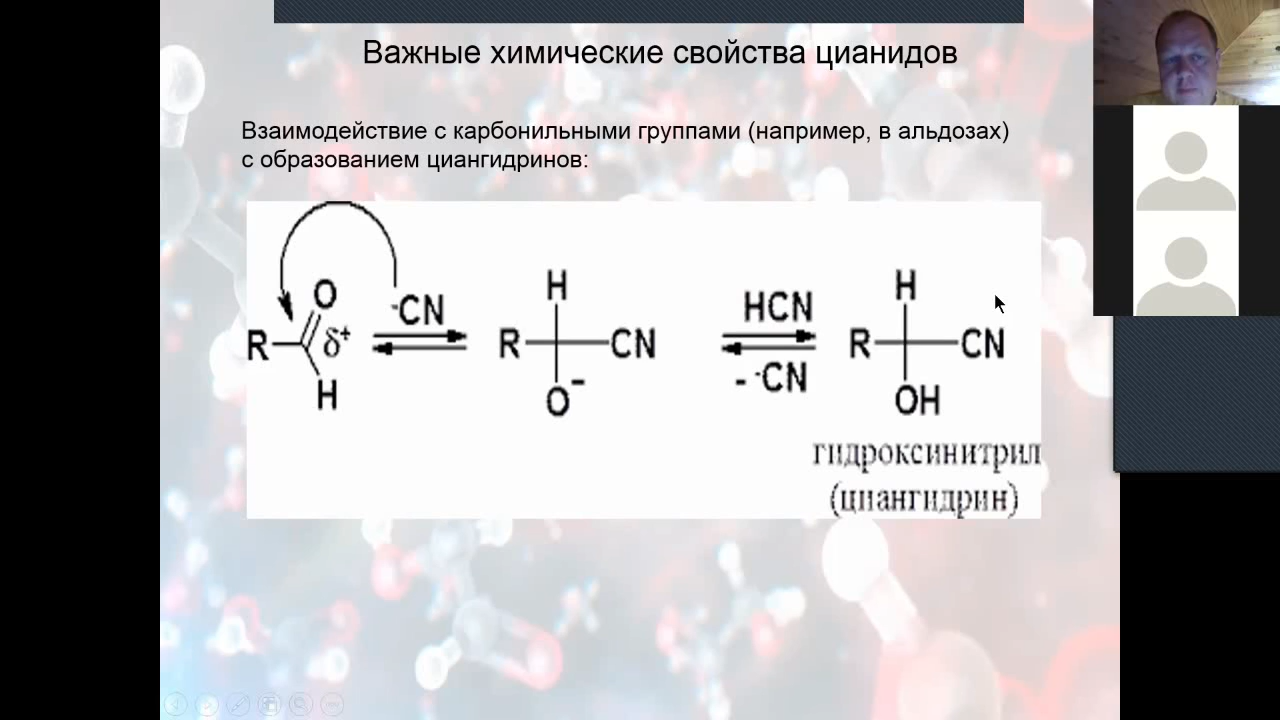 Важные химические свойства цианидов
Взаимодействие с карбонильными группами (например, в альдозах)
с образованием циангидринов:
O
R
δ+
H
-CN
H
R
CN
O-
HCN
- -CN
H
R
CN
OH
гидроксинитрил
(циангидрин)